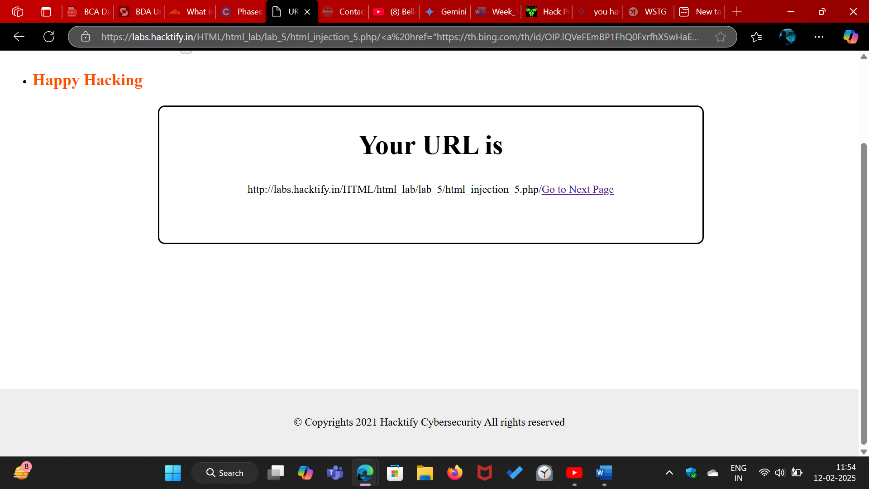 BCA Da
BDA Un
What i
Phases
UR
Contac
(8) Bell
Gemini
Week_
Hack P
you ha
WSTG
New ta
https://labs.hacktify.in/HTML/html_lab/lab_5/html_injection_5.php/<a%20href="https://th.bing.com/th/id/OIP.lQVeFEmBP1FhQ0FxrfhX5wHaE...
Happy Hacking
Your URL is
http://labs.hacktify.in/HTML/html_lab/lab_5/html_injection_5.php/Go to Next Page
© Copyrights 2021 Hacktify Cybersecurity All rights reserved
8
Search
ENG
IN
11:54
12-02-2025